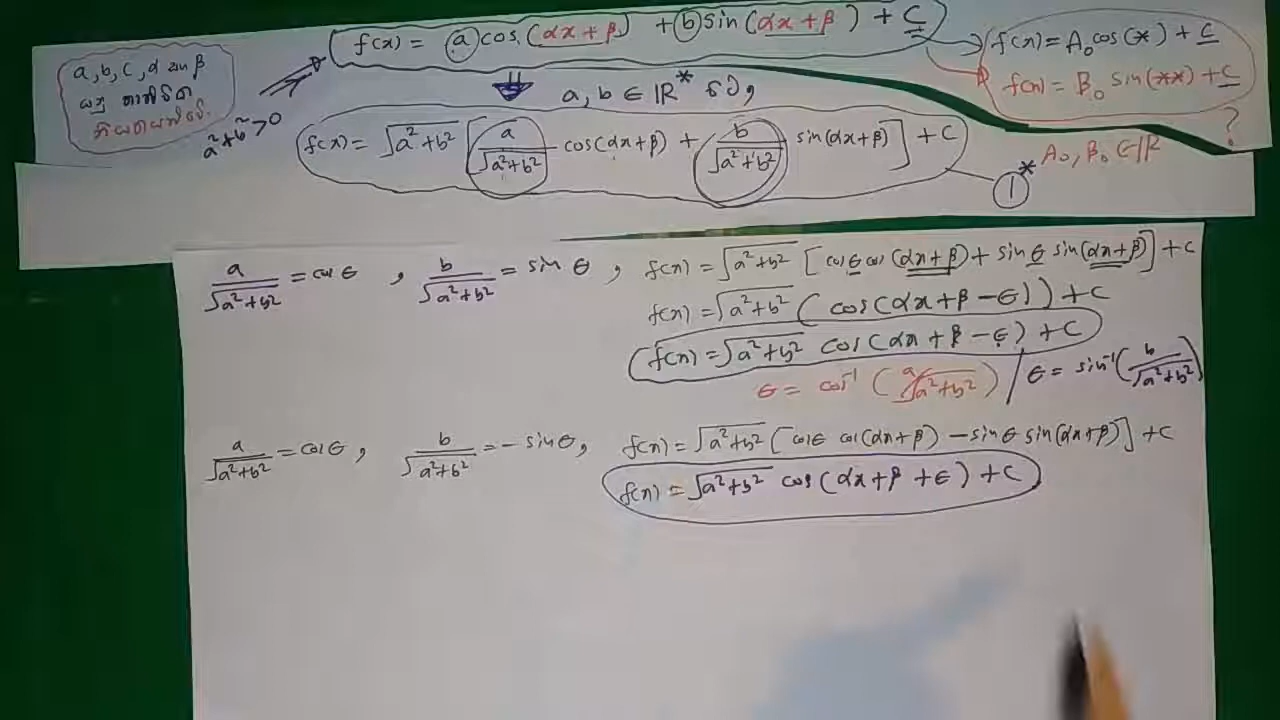 f(x) = a cos (αx + β) + b sin (αx + β) + C
f(x) = A₀ cos (*) + C
f(x) = B₀ sin (**) + C
?
A₀, B₀ ∈ ℝ
a, b, c, α සහ β
යනු තාත්වික
නියතයන් වේ.
a² + b² > 0
a, b ∈ ℝ* විට,
f(x) = √a² + b² [ a/√a² + b² cos(αx + β) + b/√a² + b² sin(αx + β) ] + C
①*
a/√a² + b² = cos θ , b/√a² + b² = sin θ , f(x) = √a² + b² [ cos θ cos (αx + β) + sin θ sin(αx + β) ] + C
f(x) = √a² + b² ( cos (αx + β − θ) ) + C
f(x) = √a² + b² cos (αx + β − θ) + C
θ = cos⁻¹ ( a/√a² + b² ) / θ = sin⁻¹ ( b/√a² + b² )
a/√a² + b² = cos θ , b/√a² + b² = − sin θ , f(x) = √a² + b² [ cos θ cos(αx + β) − sin θ sin(αx + β) ] + C
f(x) = √a² + b² cos (αx + β + θ) + C